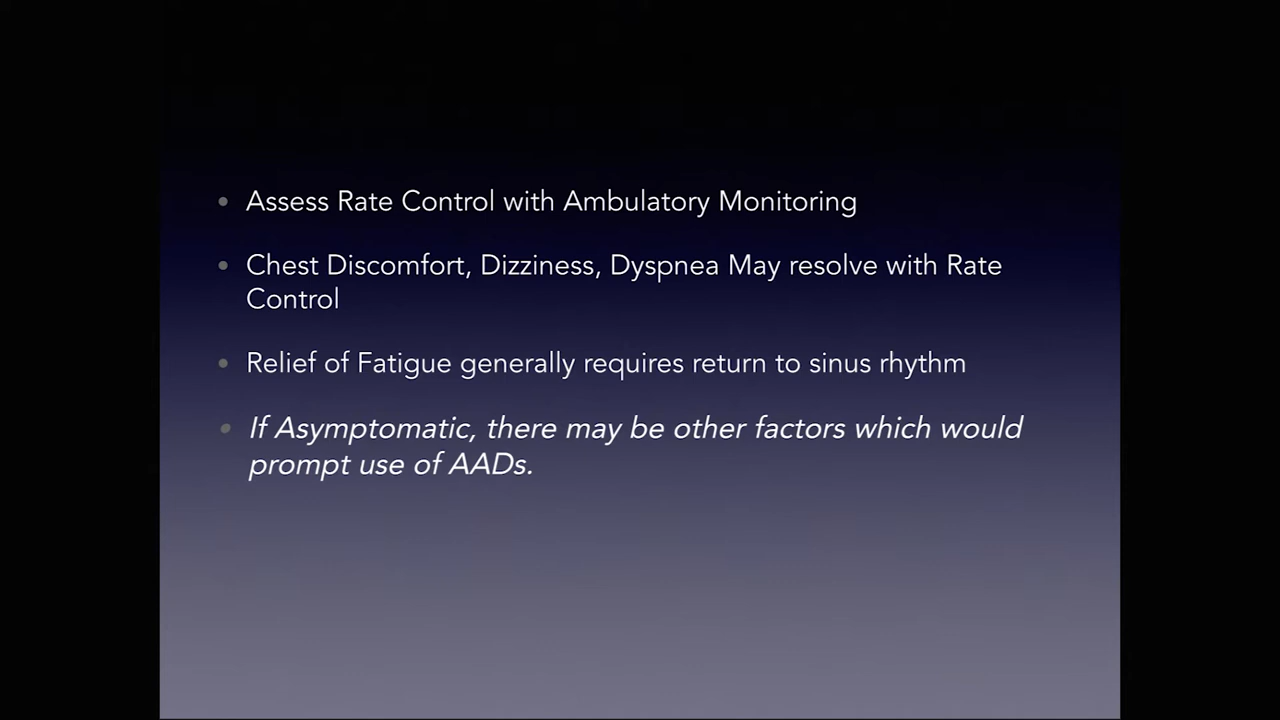 • Assess Rate Control with Ambulatory Monitoring
• Chest Discomfort, Dizziness, Dyspnea May resolve with Rate
Control
• Relief of Fatigue generally requires return to sinus rhythm
• If Asymptomatic, there may be other factors which would
prompt use of AADs.